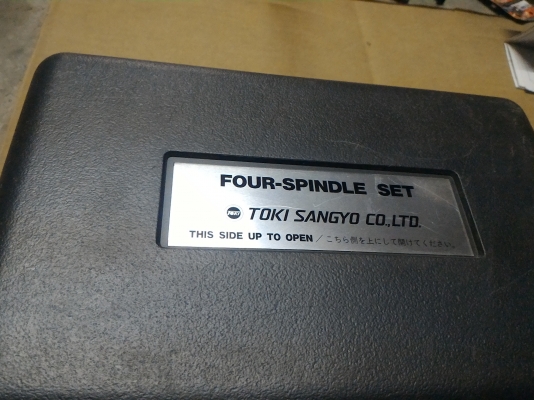 FOUR-SPINDLE SET
TOKI SANGYO CO.,LTD.
THIS SIDE UP TO OPEN / こちら側を上にして開けてください。